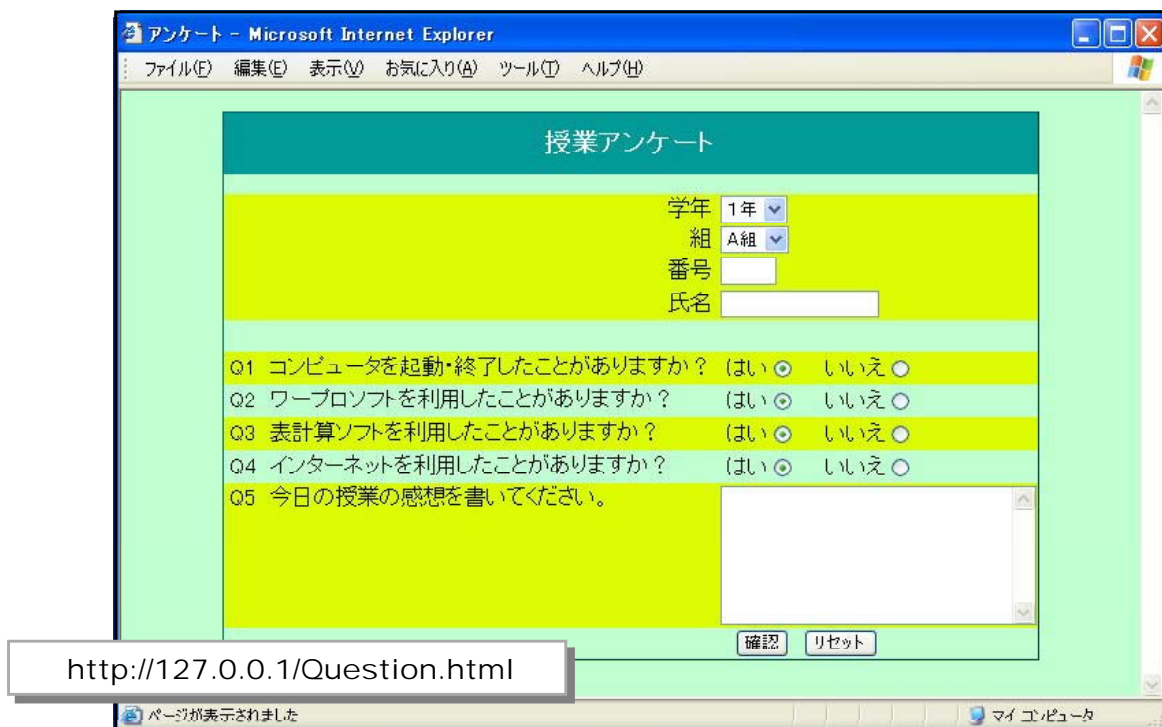 アンケート - Microsoft Internet Explorer
ファイル(F) 編集(E) 表示(V) お気に入り(A) ツール(T) ヘルプ(H)
授業アンケート
学年 1年
組 A組
番号
氏名
Q1 コンピュータを起動・終了したことがありますか? はい いいえ
Q2 ワープロソフトを利用したことがありますか? はい いいえ
Q3 表計算ソフトを利用したことがありますか? はい いいえ
Q4 インターネットを利用したことがありますか? はい いいえ
Q5 今日の授業の感想を書いてください。
確認 リセット
http://127.0.0.1/Question.html
ページが表示されました マイ コンピュータ